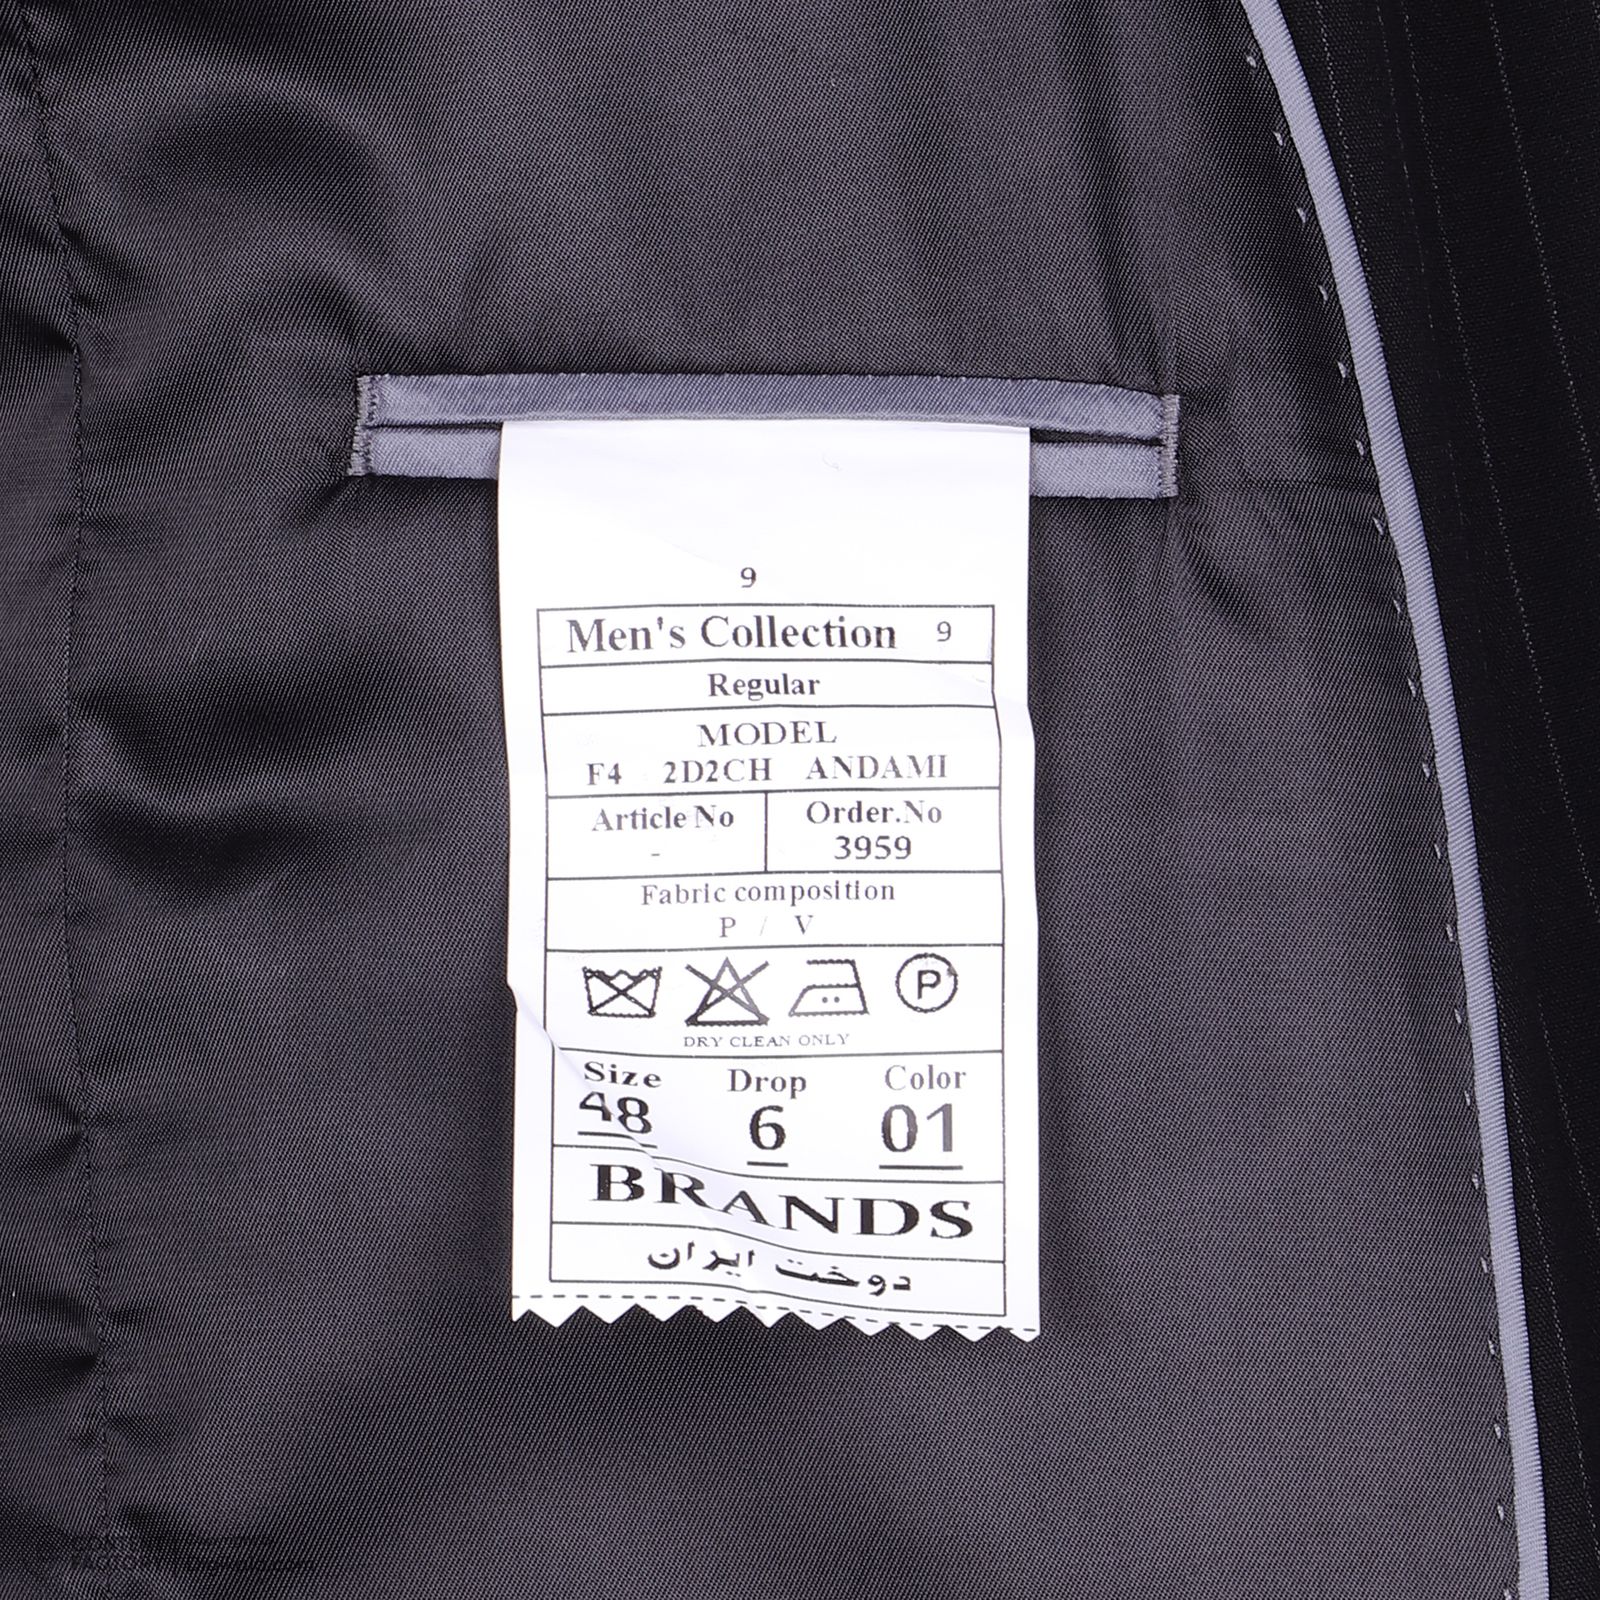 9
Men's Collection 9
Regular
MODEL
F4 2D2CH ANDAMI
Article No Order.No
- 3959
Fabric composition
P / V
P
DRY CLEAN ONLY
Size Drop Color
48 6 01
BRANDS
دوخت ایران
FACTORY